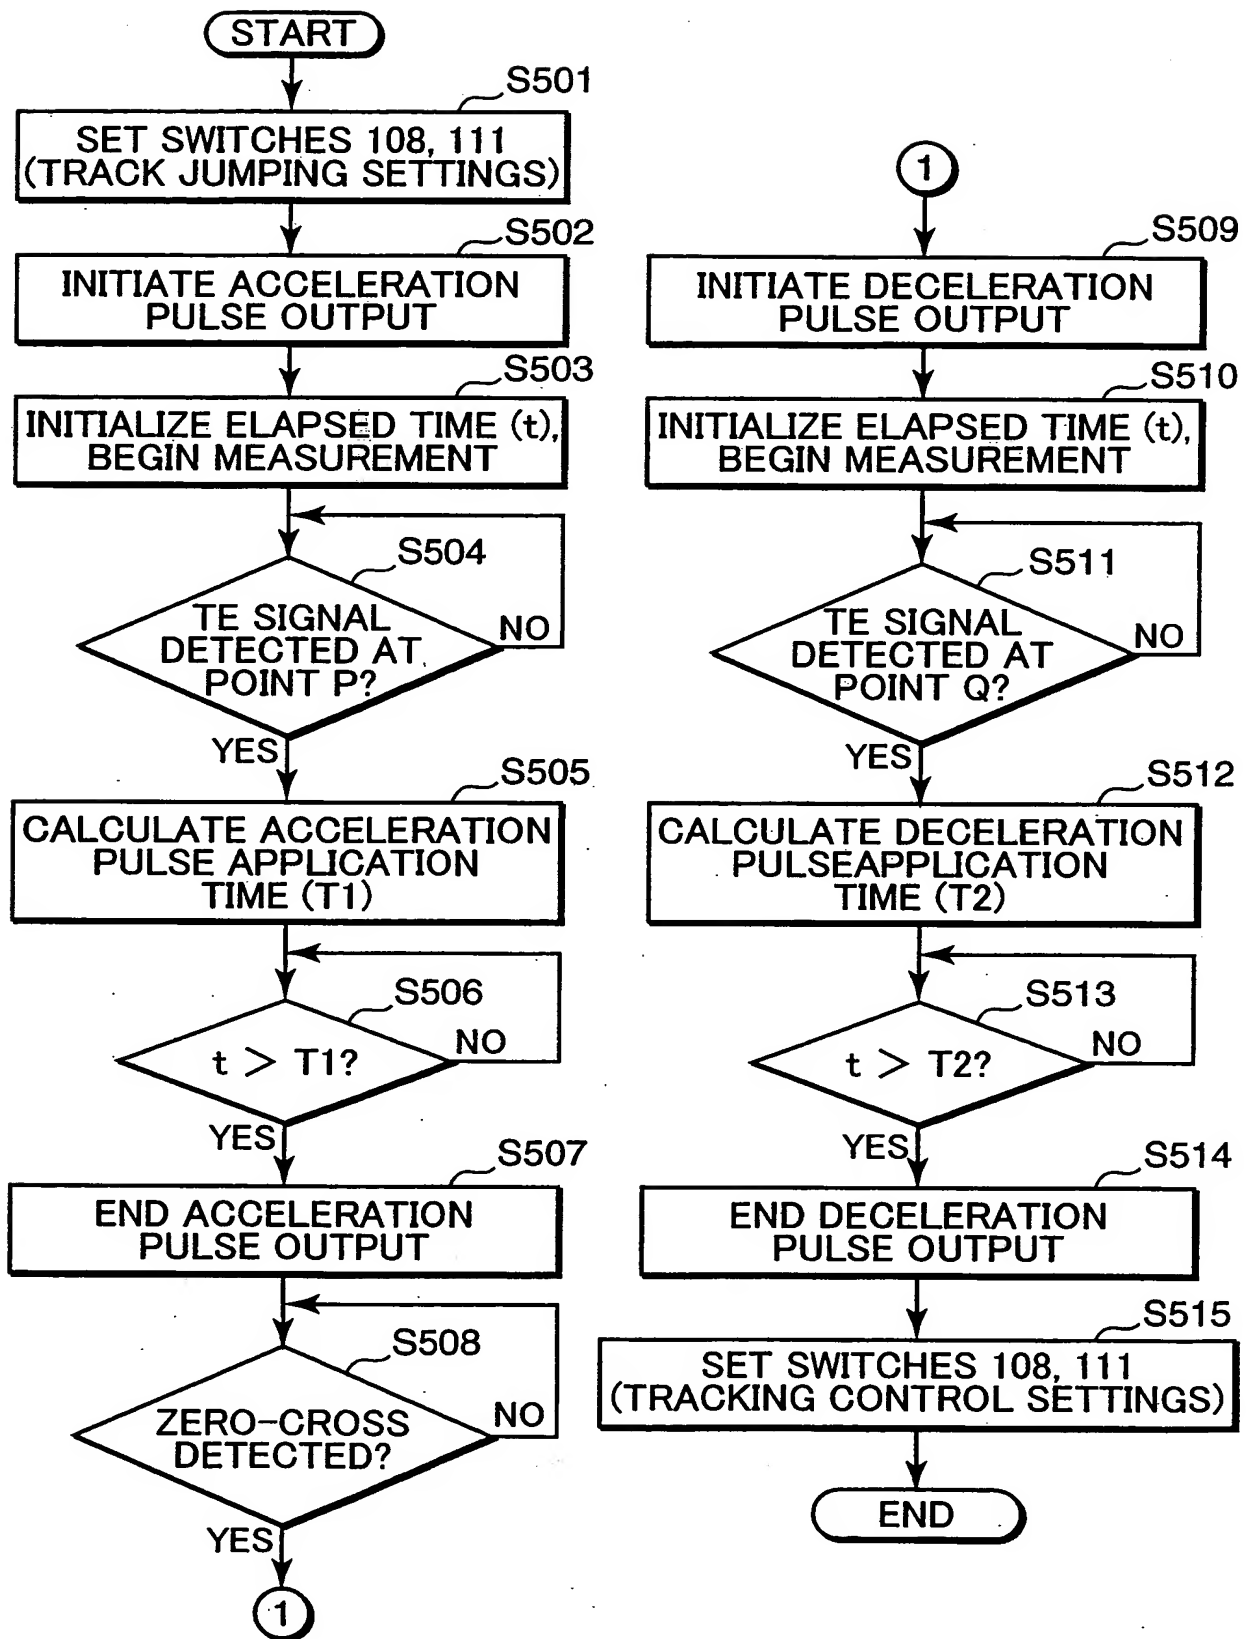 START
S501
SET SWITCHES 108, 111
(TRACK JUMPING SETTINGS)
S502
INITIATE ACCELERATION
PULSE OUTPUT
S503
INITIALIZE ELAPSED TIME (t),
BEGIN MEASUREMENT
S504
TE SIGNAL
DETECTED AT
POINT P?
NO
YES
S505
CALCULATE ACCELERATION
PULSE APPLICATION
TIME (T1)
S506
t > T1?
NO
YES
S507
END ACCELERATION
PULSE OUTPUT
S508
ZERO-CROSS
DETECTED?
NO
YES
1
1
S509
INITIATE DECELERATION
PULSE OUTPUT
S510
INITIALIZE ELAPSED TIME (t),
BEGIN MEASUREMENT
S511
TE SIGNAL
DETECTED AT
POINT Q?
NO
YES
S512
CALCULATE DECELERATION
PULSEAPPLICATION
TIME (T2)
S513
t > T2?
NO
YES
S514
END DECELERATION
PULSE OUTPUT
S515
SET SWITCHES 108, 111
(TRACKING CONTROL SETTINGS)
END